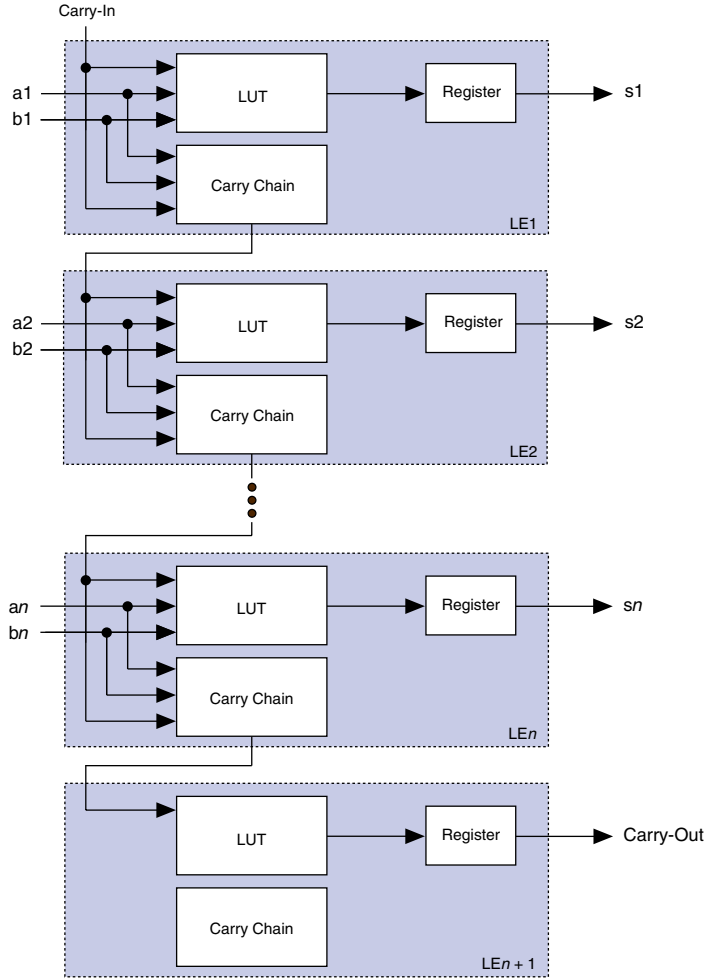 Carry-In
a1
b1
LUT
Register
s1
Carry Chain
LE1
a2
b2
LUT
Register
s2
Carry Chain
LE2
an
bn
LUT
Register
sn
Carry Chain
LEn
LUT
Register
Carry-Out
Carry Chain
LEn + 1